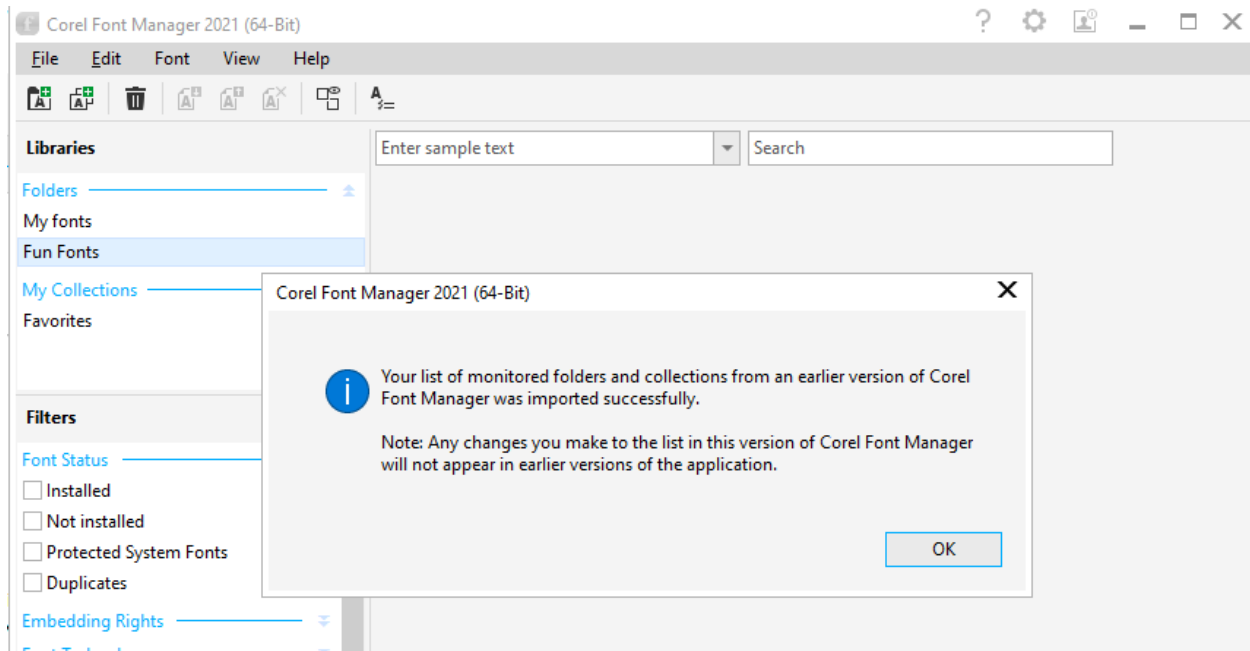 Corel Font Manager 2021 (64-Bit)
File Edit Font View Help
Libraries
Enter sample text
Search
Folders
My fonts
Fun Fonts
My Collections
Favorites
Corel Font Manager 2021 (64-Bit)
Your list of monitored folders and collections from an earlier version of Corel
Font Manager was imported successfully.
Note: Any changes you make to the list in this version of Corel Font Manager
will not appear in earlier versions of the application.
OK
Filters
Font Status
Installed
Not installed
Protected System Fonts
Duplicates
Embedding Rights